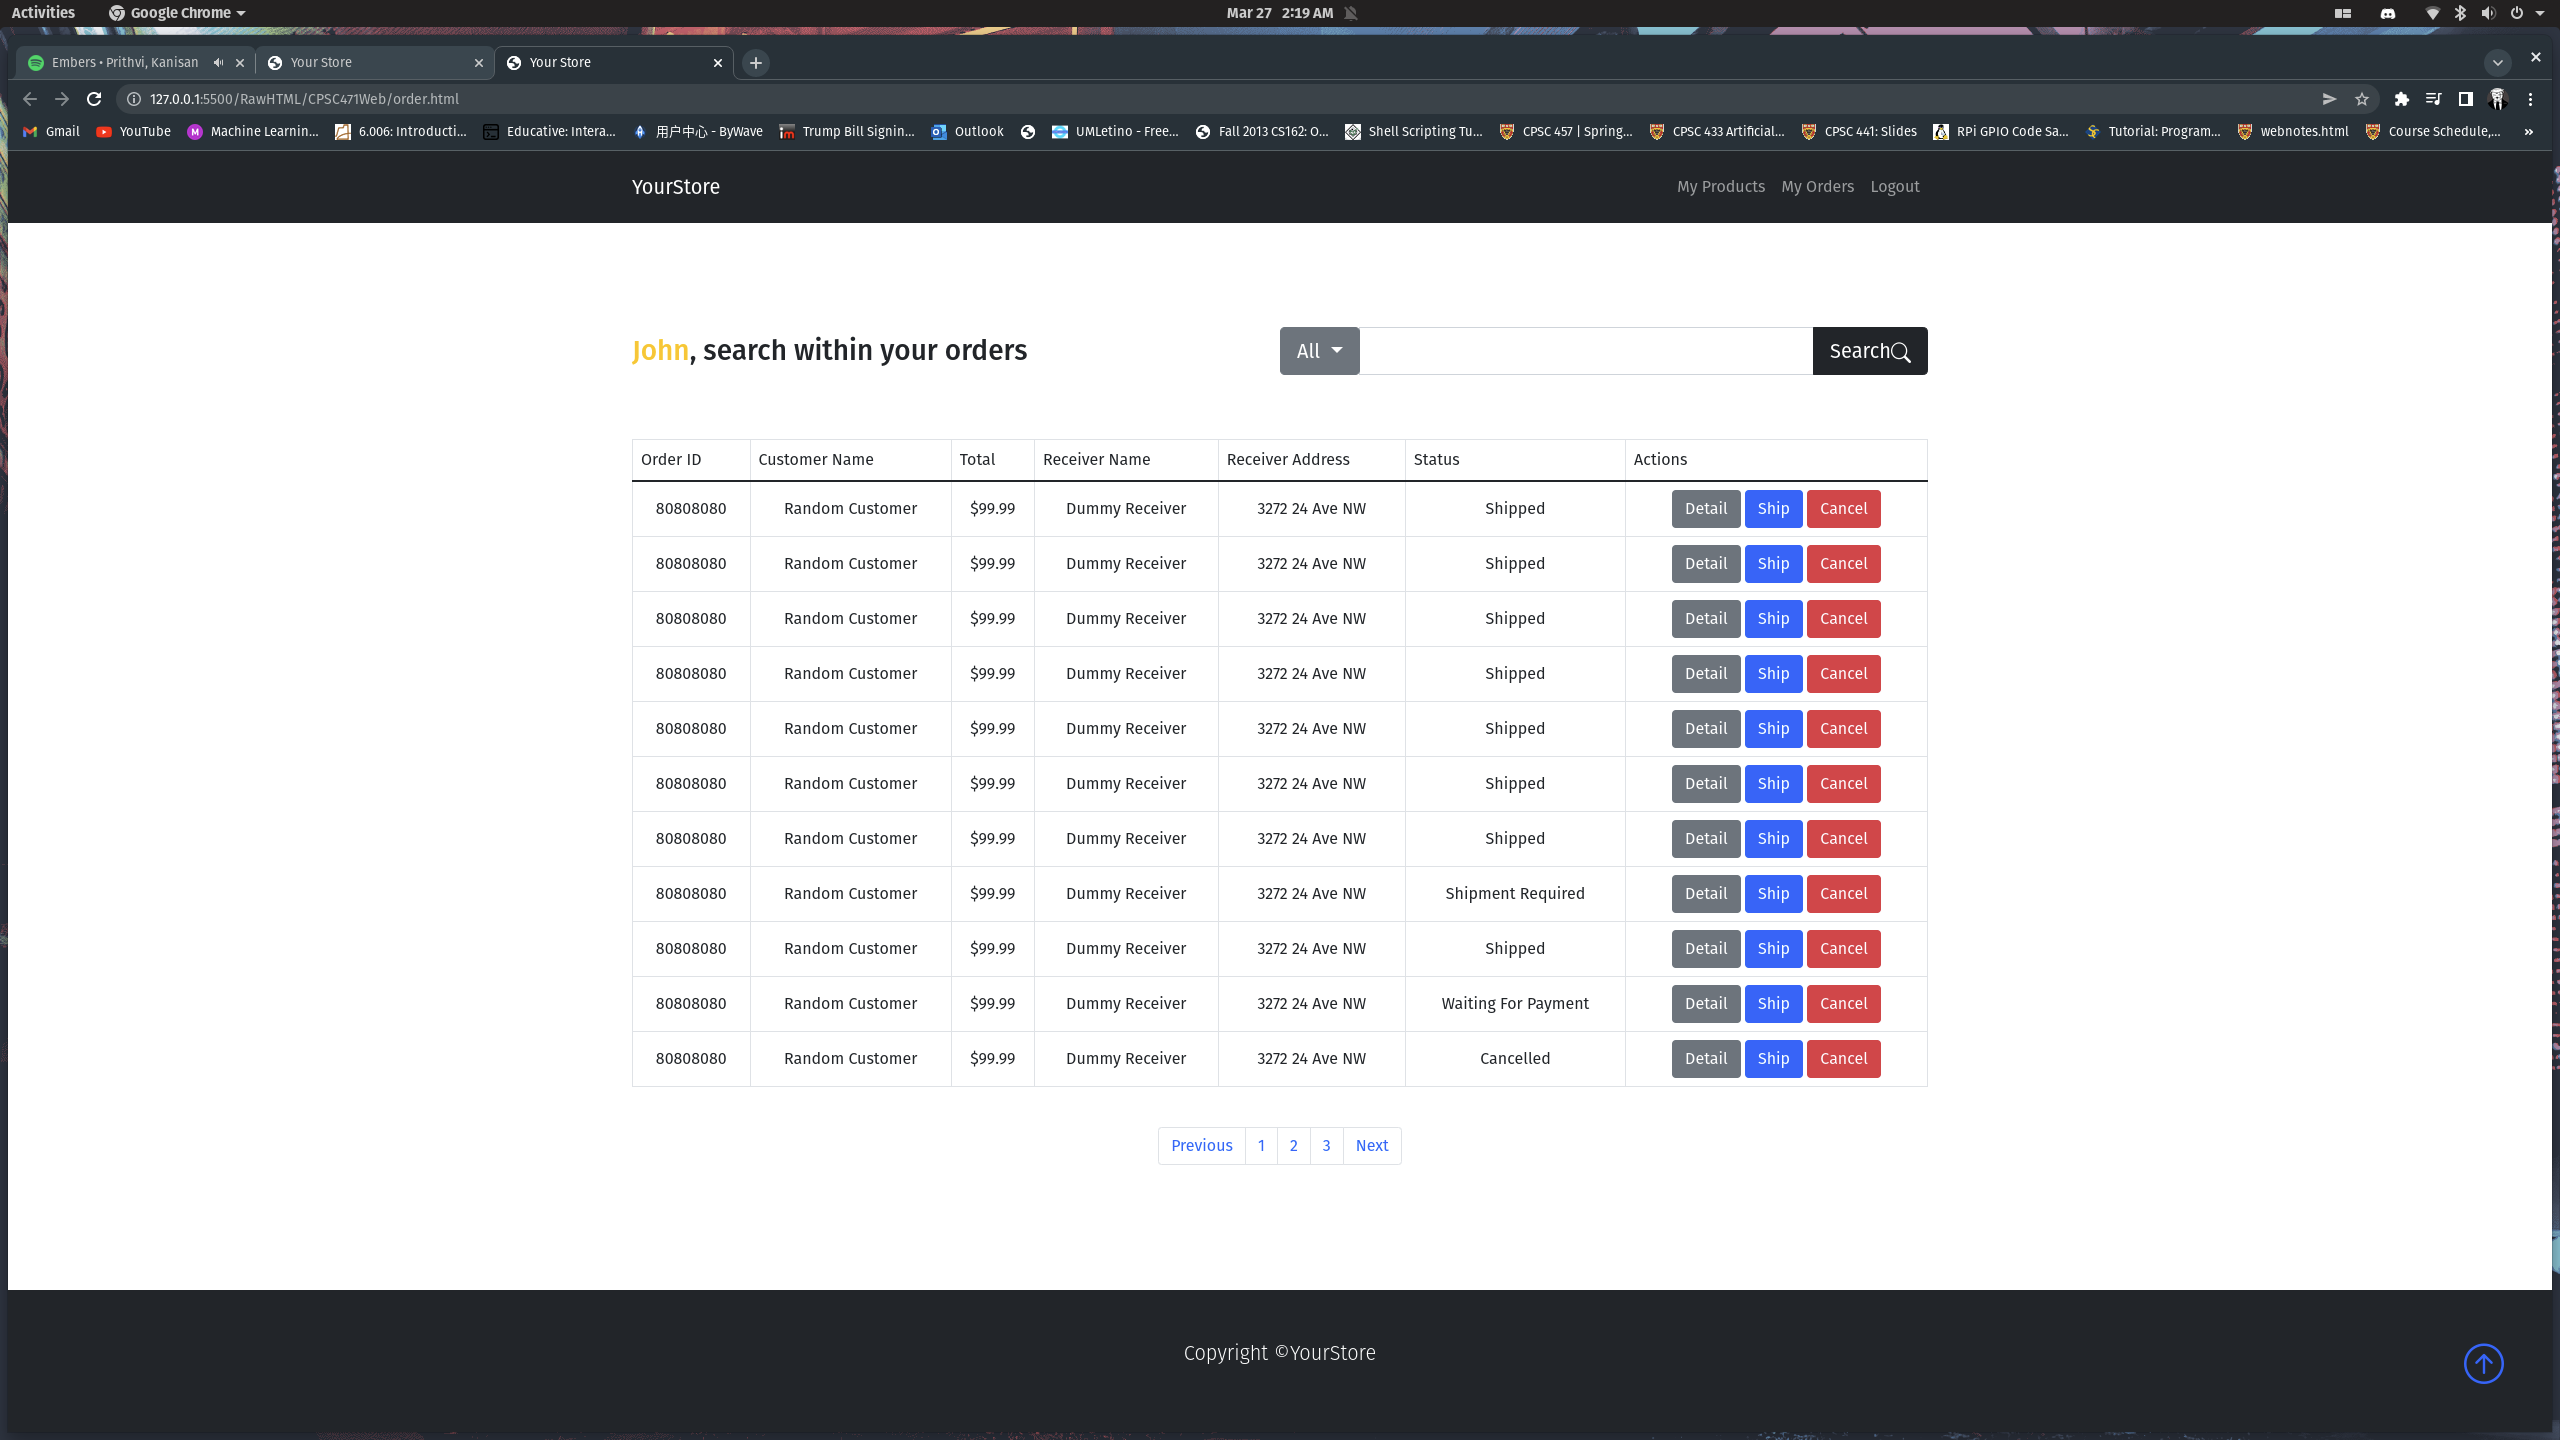 Activities Google Chrome Mar 27 2:19 AM
Embers • Prithvi, Kanisan Your Store Your Store
127.0.0.1:5500/RawHTML/CPSC471Web/order.html
Gmail YouTube Machine Learnin... 6.006: Introducti... Educative: Intera... 用户中心 - ByWave Trump Bill Signin... Outlook UMLetino - Free... Fall 2013 CS162: O... Shell Scripting Tu... CPSC 457 | Spring... CPSC 433 Artificial... CPSC 441: Slides RPi GPIO Code Sa... Tutorial: Program... webnotes.html Course Schedule,... »
YourStore My Products My Orders Logout
John, search within your orders All Search
Order ID Customer Name Total Receiver Name Receiver Address Status Actions
80808080 Random Customer $99.99 Dummy Receiver 3272 24 Ave NW Shipped Detail Ship Cancel
80808080 Random Customer $99.99 Dummy Receiver 3272 24 Ave NW Shipped Detail Ship Cancel
80808080 Random Customer $99.99 Dummy Receiver 3272 24 Ave NW Shipped Detail Ship Cancel
80808080 Random Customer $99.99 Dummy Receiver 3272 24 Ave NW Shipped Detail Ship Cancel
80808080 Random Customer $99.99 Dummy Receiver 3272 24 Ave NW Shipped Detail Ship Cancel
80808080 Random Customer $99.99 Dummy Receiver 3272 24 Ave NW Shipped Detail Ship Cancel
80808080 Random Customer $99.99 Dummy Receiver 3272 24 Ave NW Shipped Detail Ship Cancel
80808080 Random Customer $99.99 Dummy Receiver 3272 24 Ave NW Shipment Required Detail Ship Cancel
80808080 Random Customer $99.99 Dummy Receiver 3272 24 Ave NW Shipped Detail Ship Cancel
80808080 Random Customer $99.99 Dummy Receiver 3272 24 Ave NW Waiting For Payment Detail Ship Cancel
80808080 Random Customer $99.99 Dummy Receiver 3272 24 Ave NW Cancelled Detail Ship Cancel
Previous 1 2 3 Next
Copyright ©YourStore